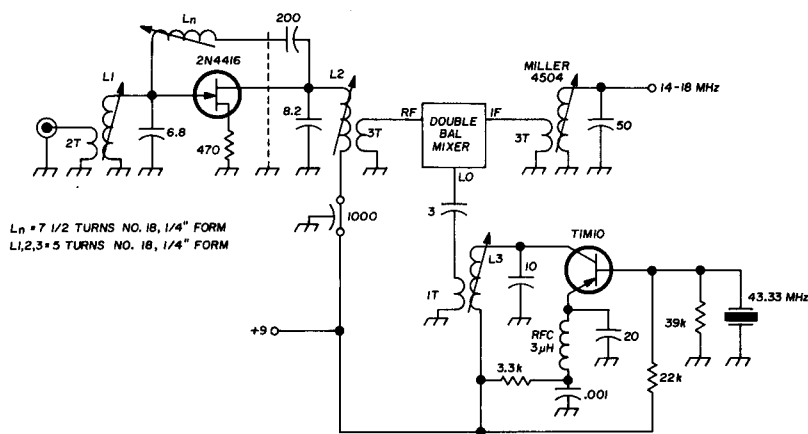 Ln
200
2N4416
L1
L2
MILLER
4504
14-18 MHz
RF
DOUBLE
BAL
MIXER
IF
2T
6.8
470
8.2
3T
3T
50
LO
1000
3
Ln = 7 1/2 TURNS NO. 18, 1/4" FORM
L1,2,3 = 5 TURNS NO. 18, 1/4" FORM
TIM10
L3
10
1T
43.33 MHz
39k
+9
RFC
3µH
20
3.3k
22k
.001